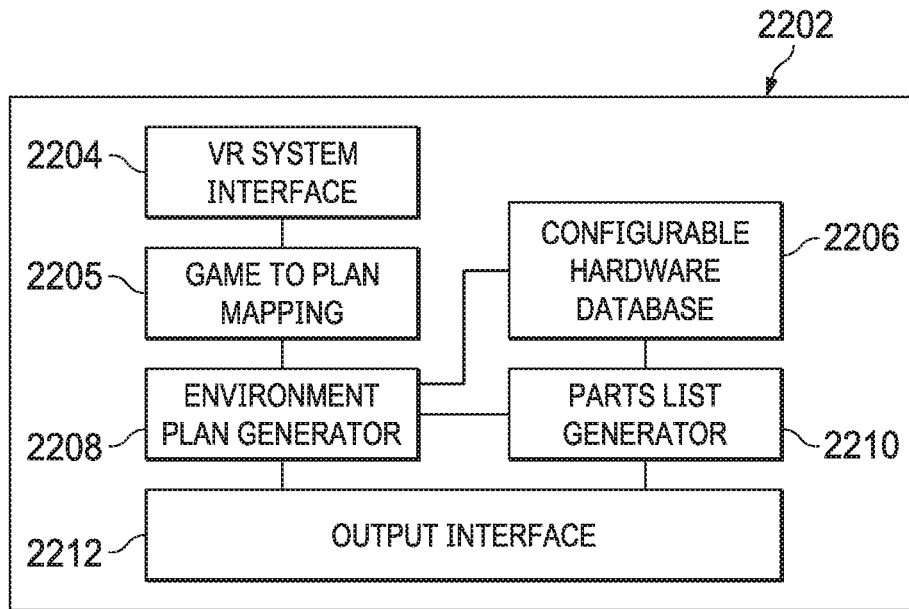 2202
2204
VR SYSTEM
INTERFACE
2205
GAME TO PLAN
MAPPING
CONFIGURABLE
HARDWARE
DATABASE
2206
2208
ENVIRONMENT
PLAN GENERATOR
PARTS LIST
GENERATOR
2210
2212
OUTPUT INTERFACE